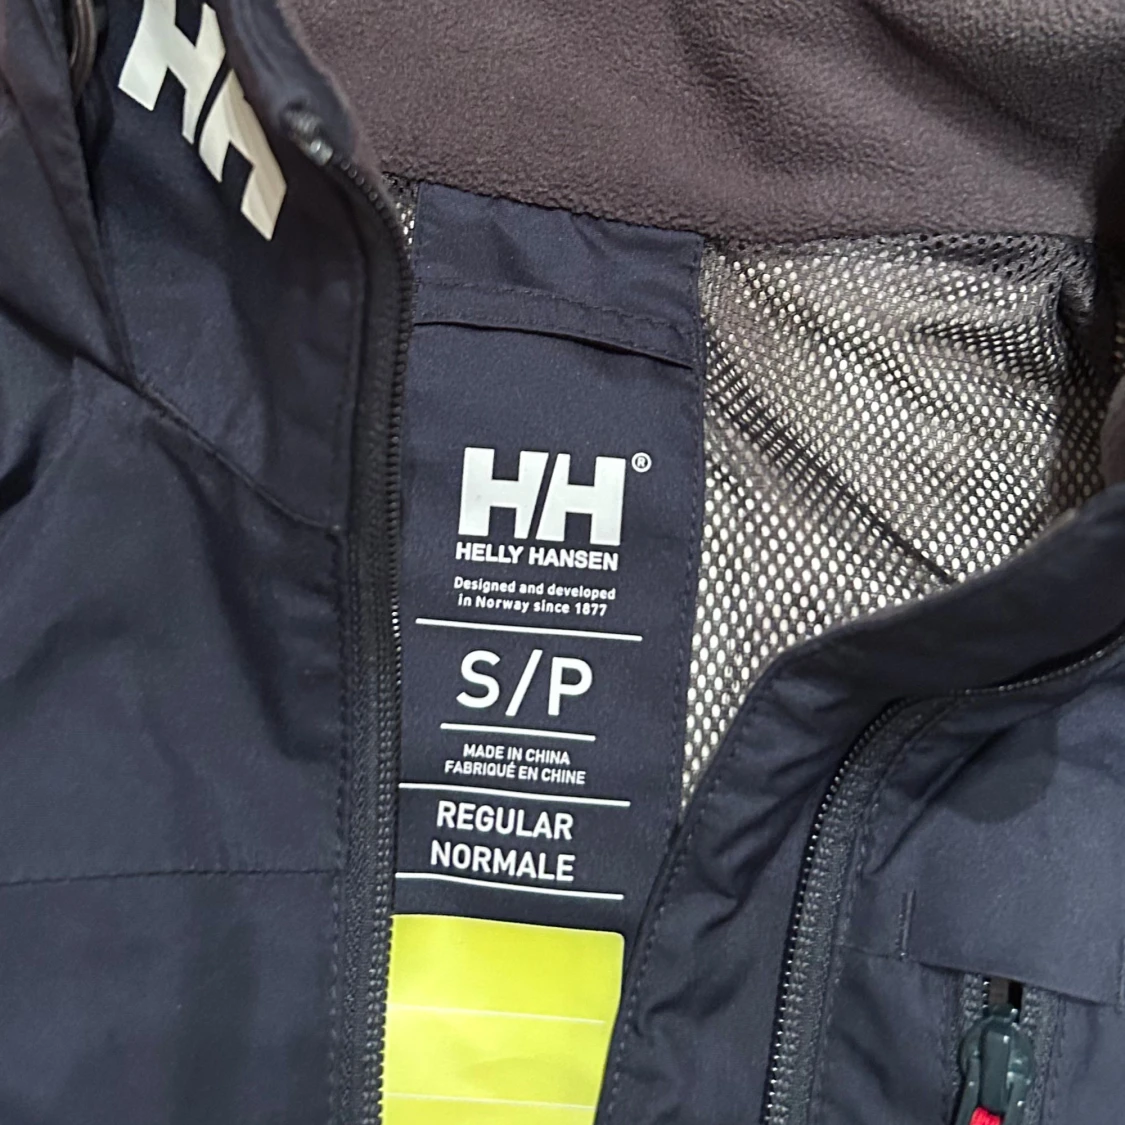 HH
HH®
HELLY HANSEN
Designed and developed
in Norway since 1877
S/P
MADE IN CHINA
FABRIQUÉ EN CHINE
REGULAR
NORMALE